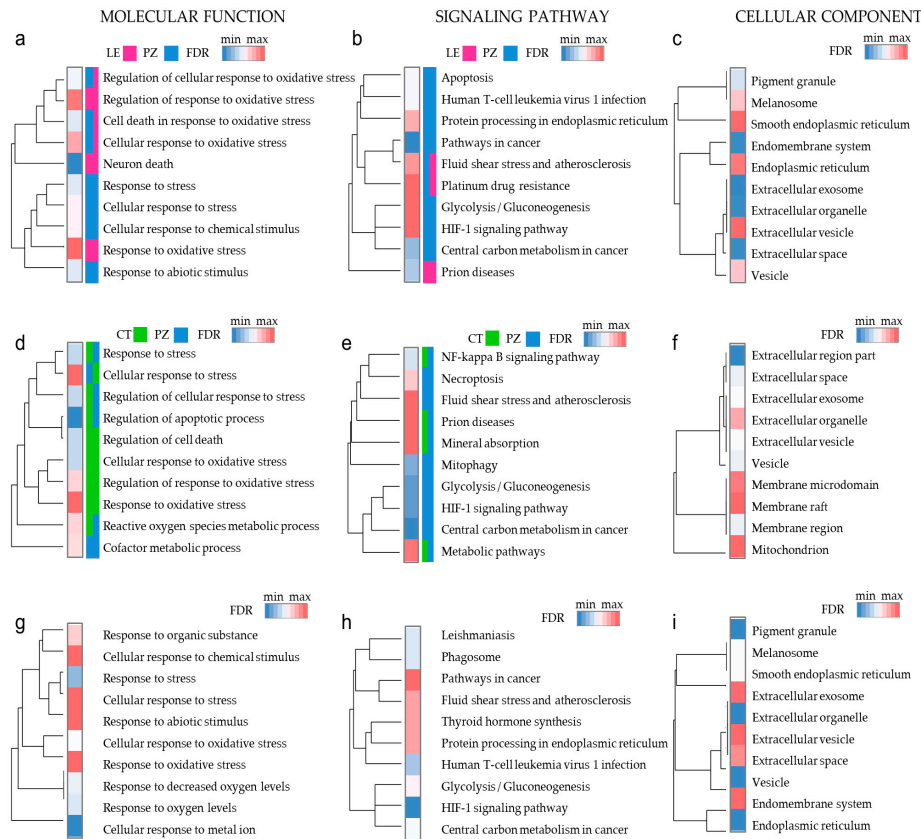 MOLECULAR FUNCTION
SIGNALING PATHWAY
CELLULAR COMPONENT
a
LE PZ FDR min max
Regulation of cellular response to oxidative stress
Regulation of response to oxidative stress
Cell death in response to oxidative stress
Cellular response to oxidative stress
Neuron death
Response to stress
Cellular response to stress
Cellular response to chemical stimulus
Response to oxidative stress
Response to abiotic stimulus
b
LE PZ FDR min max
Apoptosis
Human T-cell leukemia virus 1 infection
Protein processing in endoplasmic reticulum
Pathways in cancer
Fluid shear stress and atherosclerosis
Platinum drug resistance
Glycolysis / Gluconeogenesis
HIF-1 signaling pathway
Central carbon metabolism in cancer
Prion diseases
c
FDR min max
Pigment granule
Melanosome
Smooth endoplasmic reticulum
Endomembrane system
Endoplasmic reticulum
Extracellular exosome
Extracellular organelle
Extracellular vesicle
Extracellular space
Vesicle
d
CT PZ FDR min max
Response to stress
Cellular response to stress
Regulation of cellular response to stress
Regulation of apoptotic process
Regulation of cell death
Cellular response to oxidative stress
Regulation of response to oxidative stress
Response to oxidative stress
Reactive oxygen species metabolic process
Cofactor metabolic process
e
CT PZ FDR min max
NF-kappa B signaling pathway
Necroptosis
Fluid shear stress and atherosclerosis
Prion diseases
Mineral absorption
Mitophagy
Glycolysis / Gluconeogenesis
HIF-1 signaling pathway
Central carbon metabolism in cancer
Metabolic pathways
f
FDR min max
Extracellular region part
Extracellular space
Extracellular exosome
Extracellular organelle
Extracellular vesicle
Vesicle
Membrane microdomain
Membrane raft
Membrane region
Mitochondrion
g
FDR min max
Response to organic substance
Cellular response to chemical stimulus
Response to stress
Cellular response to stress
Response to abiotic stimulus
Cellular response to oxidative stress
Response to oxidative stress
Response to decreased oxygen levels
Response to oxygen levels
Cellular response to metal ion
h
FDR min max
Leishmaniasis
Phagosome
Pathways in cancer
Fluid shear stress and atherosclerosis
Thyroid hormone synthesis
Protein processing in endoplasmic reticulum
Human T-cell leukemia virus 1 infection
Glycolysis / Gluconeogenesis
HIF-1 signaling pathway
Central carbon metabolism in cancer
i
FDR min max
Pigment granule
Melanosome
Smooth endoplasmic reticulum
Extracellular exosome
Extracellular organelle
Extracellular vesicle
Extracellular space
Vesicle
Endomembrane system
Endoplasmic reticulum